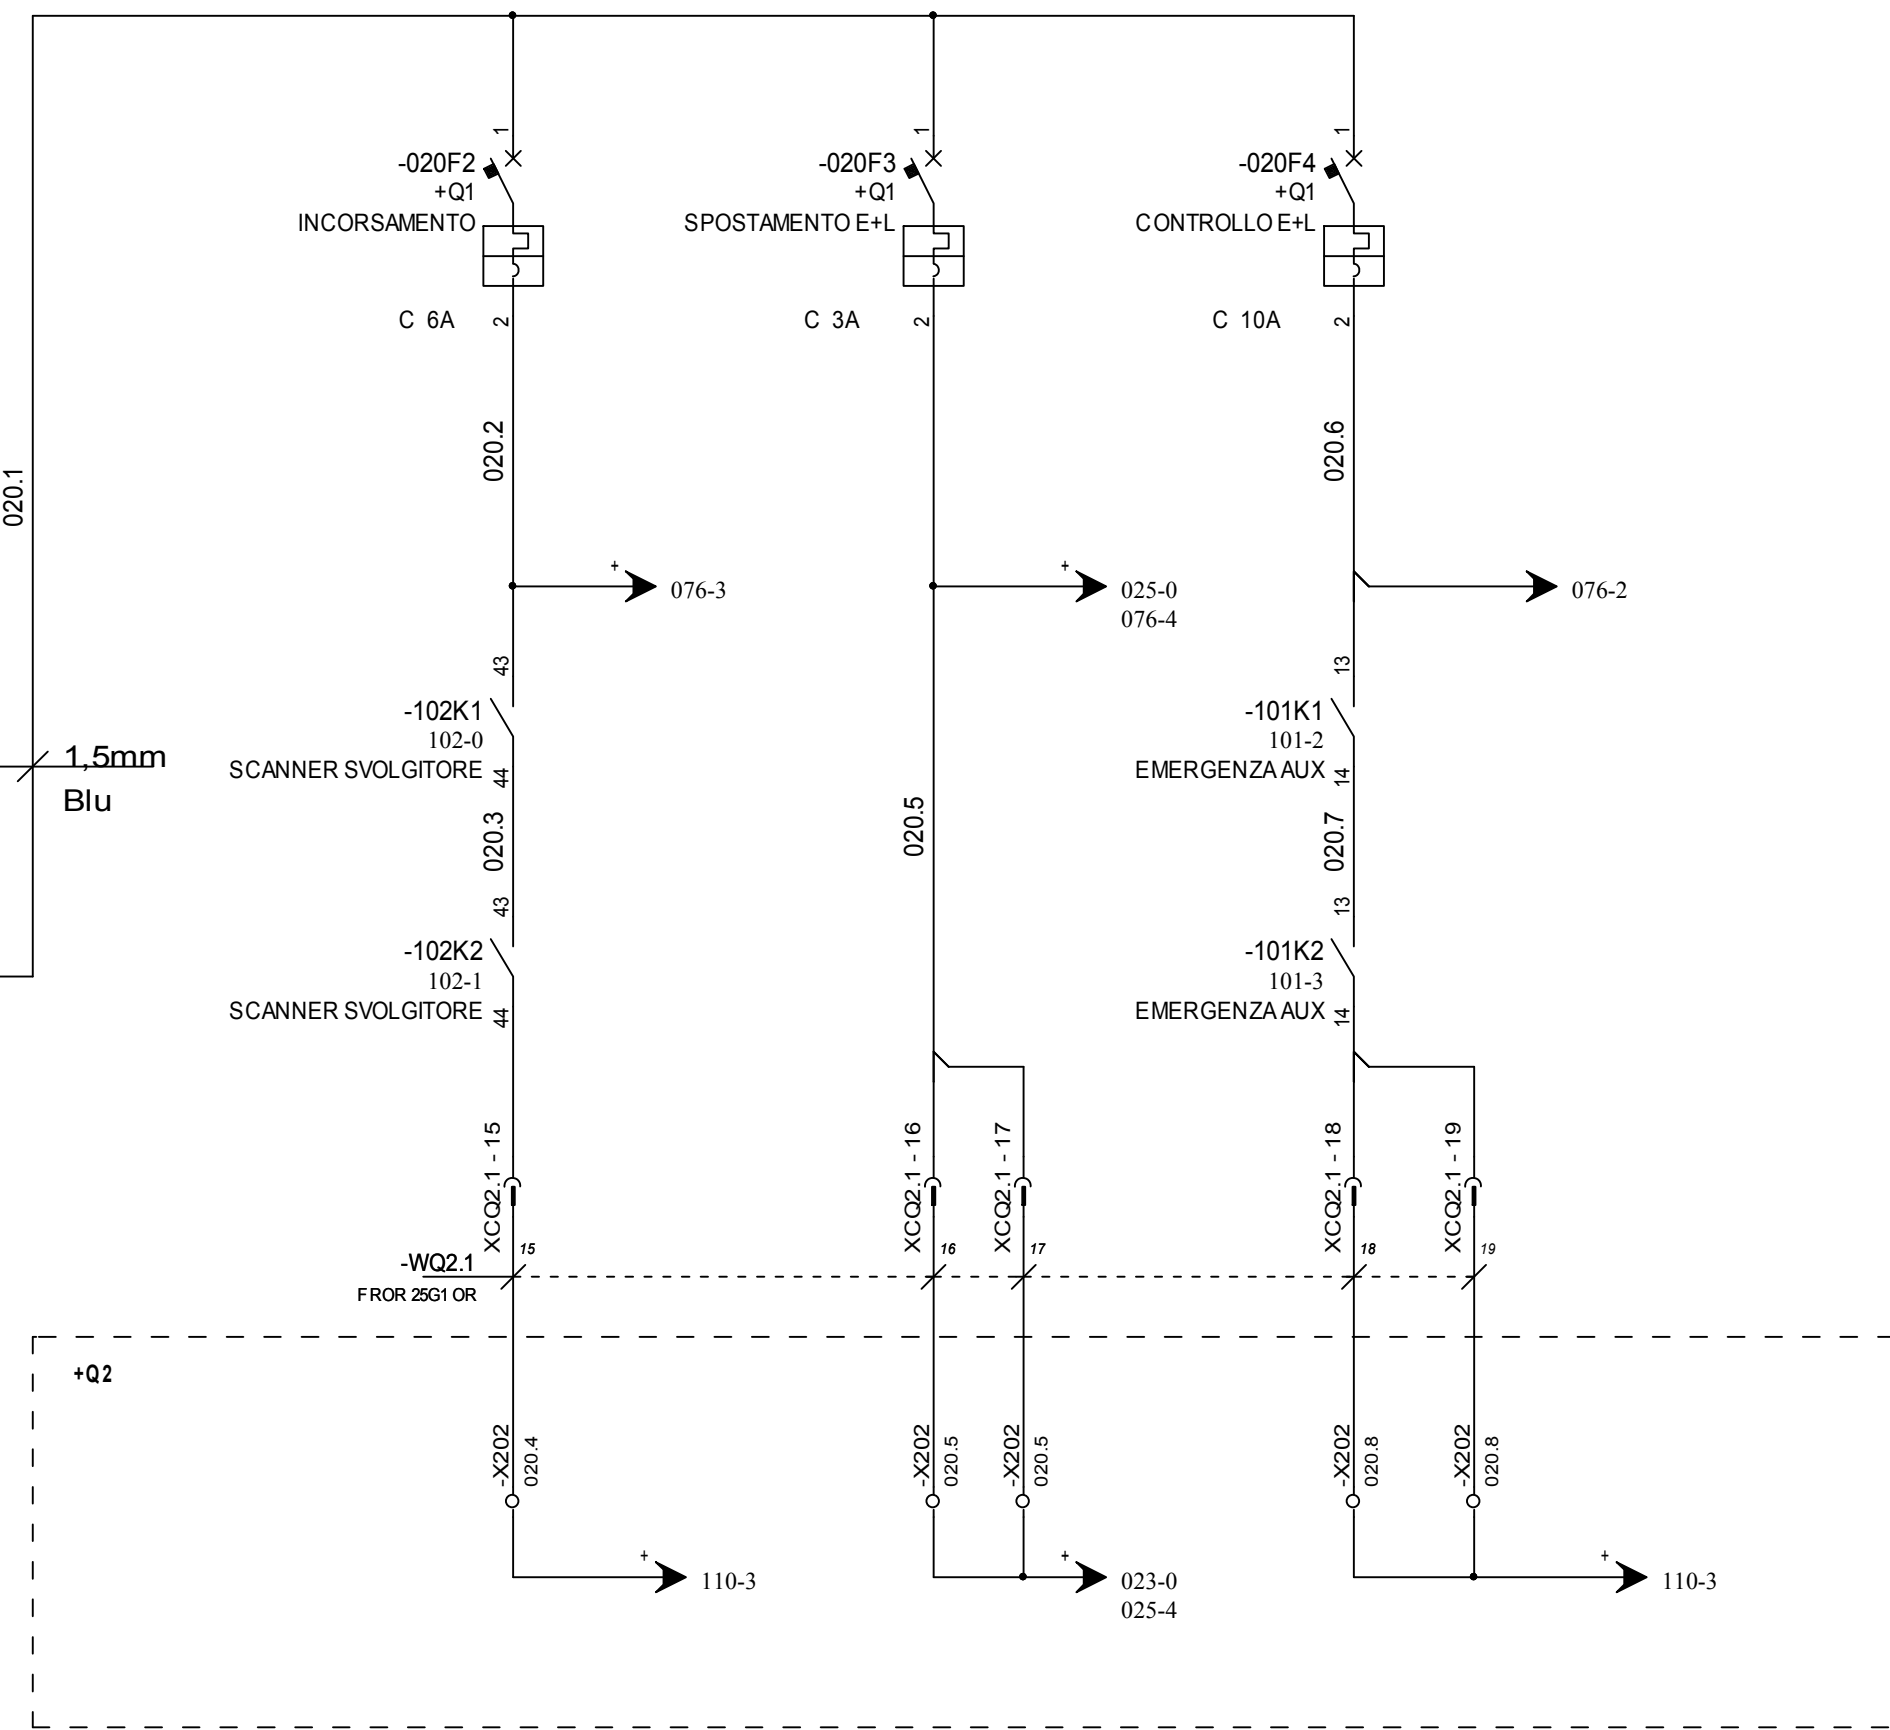 1
1
1
-020F2
-020F3
-020F4
+Q1
+Q1
+Q1
INCORSAMENTO
SPOSTAMENTO E+L
CONTROLLO E+L
C 6A
2
C 3A
2
C 10A
2
020.1
020.2
020.6
+
076-3
+
025-0
076-4
076-2
43
13
-102K1
102-0
SCANNER SVOLGITORE
44
-101K1
101-2
EMERGENZA AUX
14
1,5mm
Blu
020.3
020.5
020.7
43
13
-102K2
102-1
SCANNER SVOLGITORE
44
-101K2
101-3
EMERGENZA AUX
14
XCQ2.1 - 15
XCQ2.1 - 16
XCQ2.1 - 17
XCQ2.1 - 18
XCQ2.1 - 19
15
16
17
18
19
-WQ2.1
FROR 25G1 OR
+Q2
-X202
020.4
-X202
020.5
-X202
020.5
-X202
020.8
-X202
020.8
+
110-3
+
023-0
025-4
+
110-3